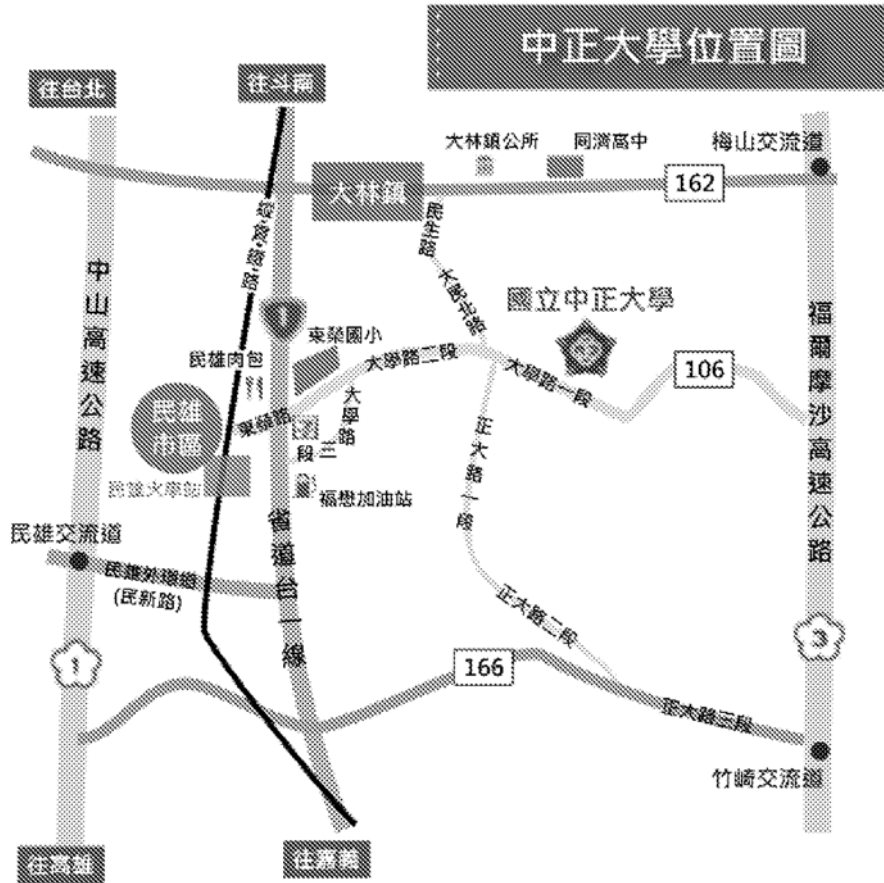 中正大學位置圖
往台北
往斗南
大林鎮公所
同濟高中
梅山交流道
大林鎮
162
縱貫鐵路
民生路
大學北路
中山高速公路
國立中正大學
福爾摩沙高速公路
1
東榮國小
民雄肉包
大學路二段
大學路一段
106
民雄
市區
東榮路
大學路
三
段
正大路一段
民雄火車站
福懋加油站
省道台一線
民雄交流道
民雄外環道
(民新路)
正大路二段
3
1
166
正大路三段
竹崎交流道
往高雄
往嘉義